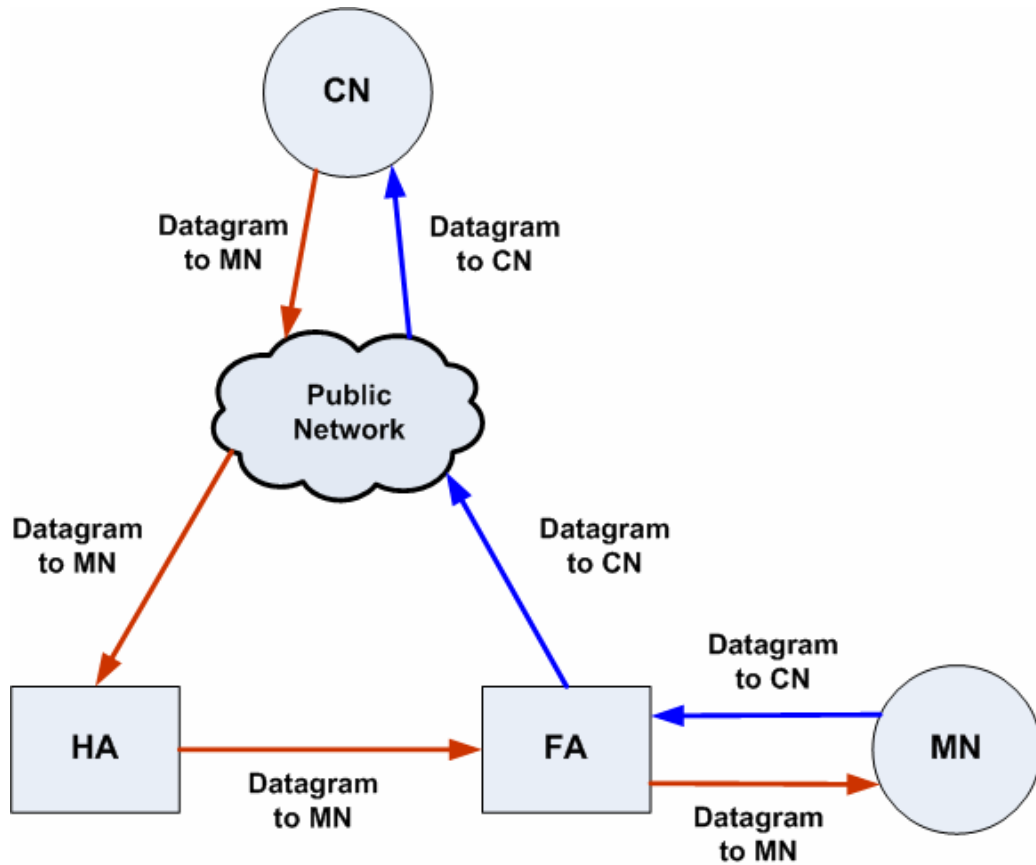 CN
Datagram
to MN
Datagram
to CN
Public
Network
Datagram
to MN
Datagram
to CN
Datagram
to CN
HA
FA
MN
Datagram
to MN
Datagram
to MN